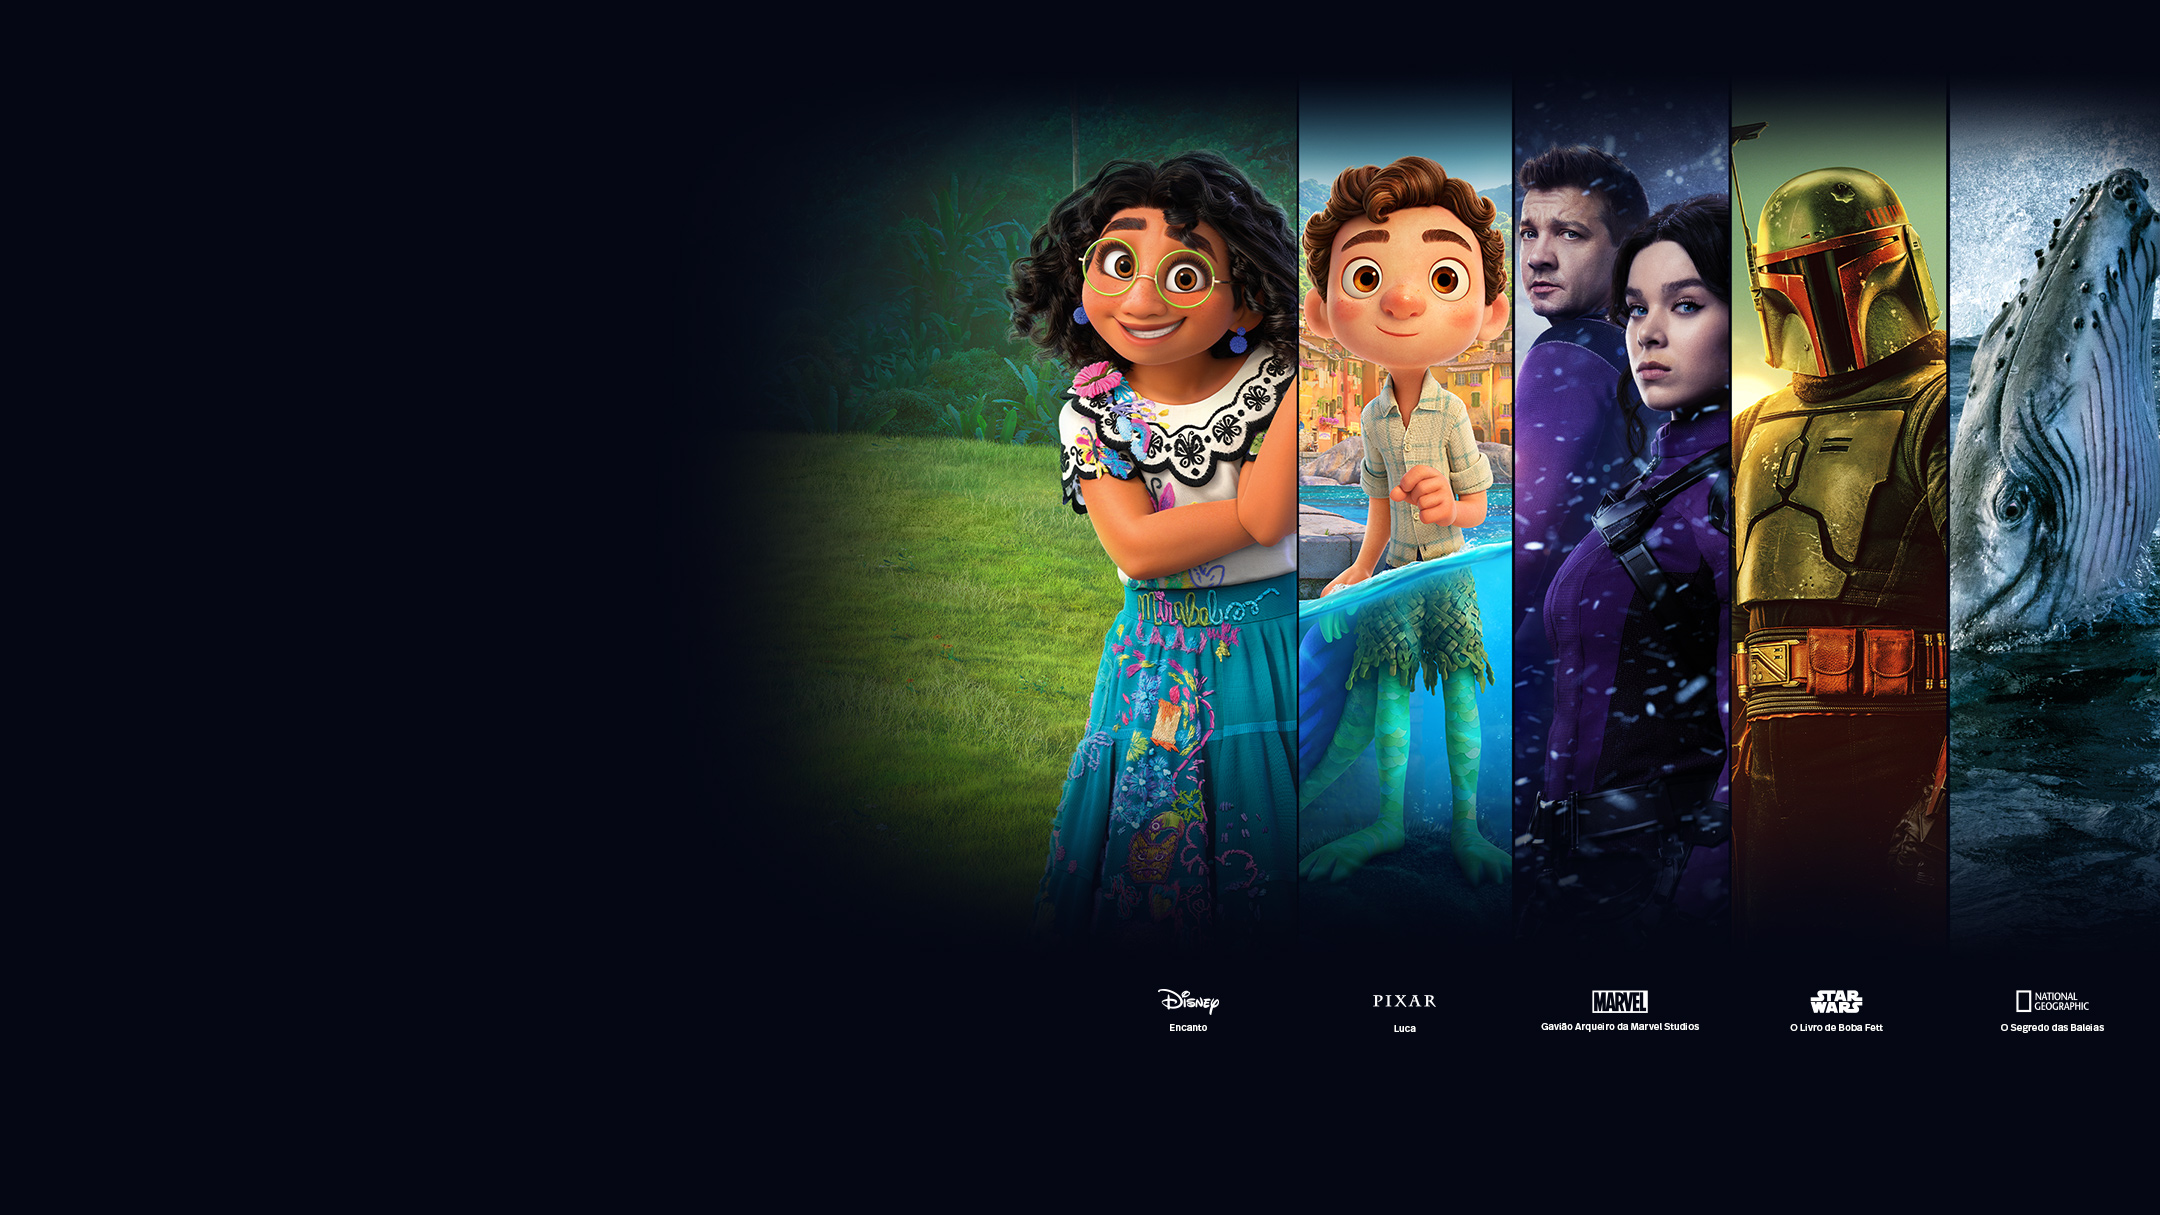 Mirabel
Disney
Encanto
PIXAR
Luca
MARVEL
Gavião Arqueiro da Marvel Studios
STAR
WARS
O Livro de Boba Fett
NATIONAL
GEOGRAPHIC
O Segredo das Baleias